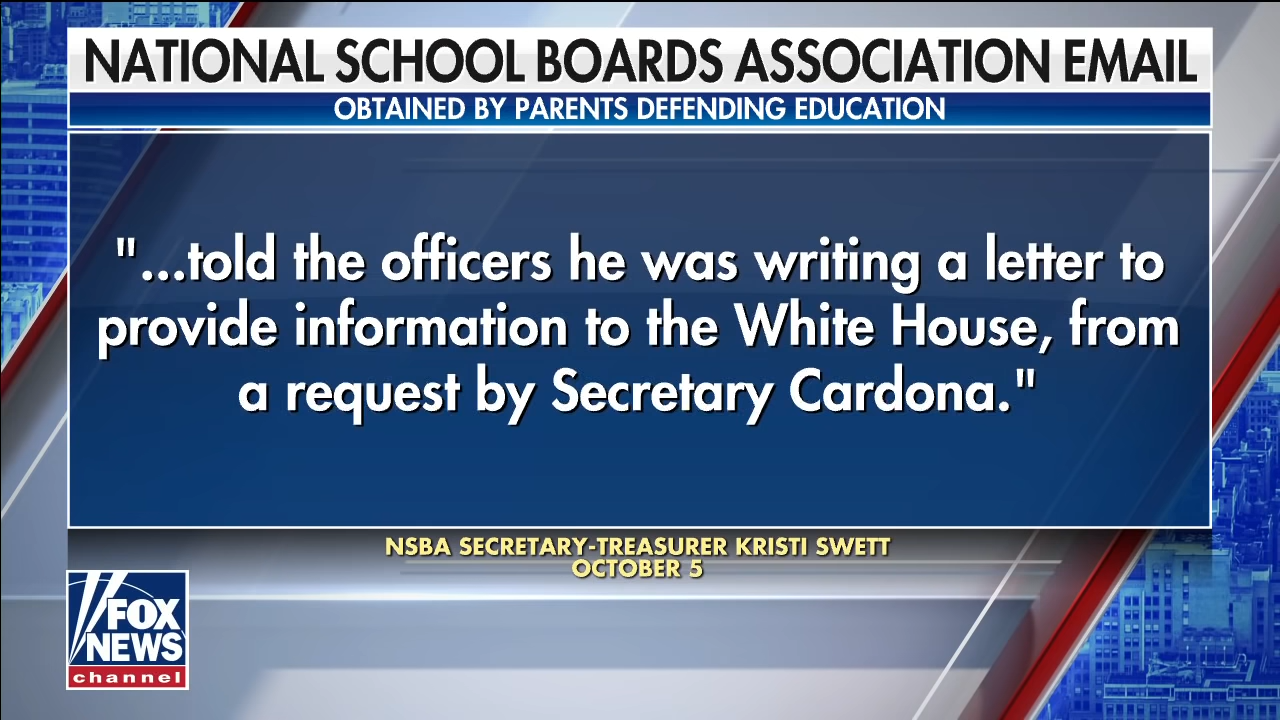 NATIONAL SCHOOL BOARDS ASSOCIATION EMAIL
OBTAINED BY PARENTS DEFENDING EDUCATION
"...told the officers he was writing a letter to
provide information to the White House, from
a request by Secretary Cardona."
NSBA SECRETARY-TREASURER KRISTI SWETT
OCTOBER 5
FOX
NEWS
channel